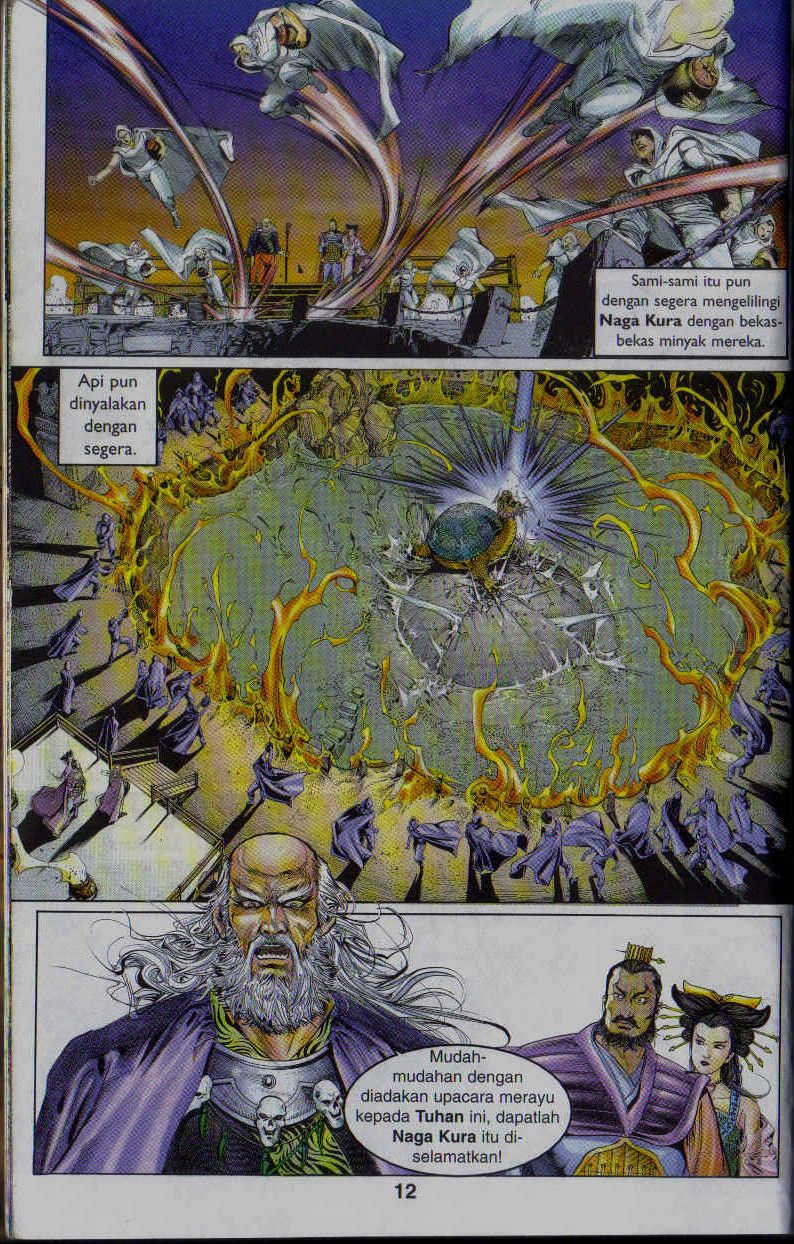 Sami-sami itu pun
dengan segera mengelilingi
Naga Kura dengan bekas-
bekas minyak mereka.
Api pun
dinyalakan
dengan
segera.
Mudah-
mudahan dengan
diadakan upacara merayu
kepada Tuhan ini, dapatlah
Naga Kura itu di-
selamatkan!
12